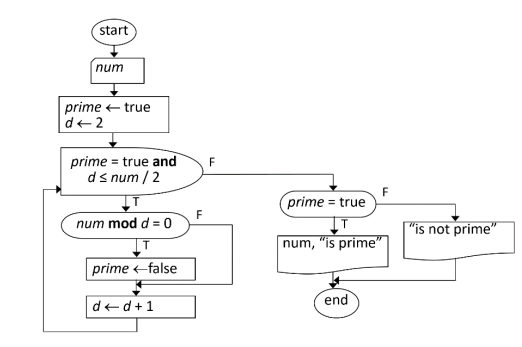 start
num
prime ← true
d ← 2
prime = true and
d ≤ num / 2
F
T
num mod d = 0
F
T
prime ←false
d ← d + 1
prime = true
F
T
num, “is prime”
“is not prime”
end